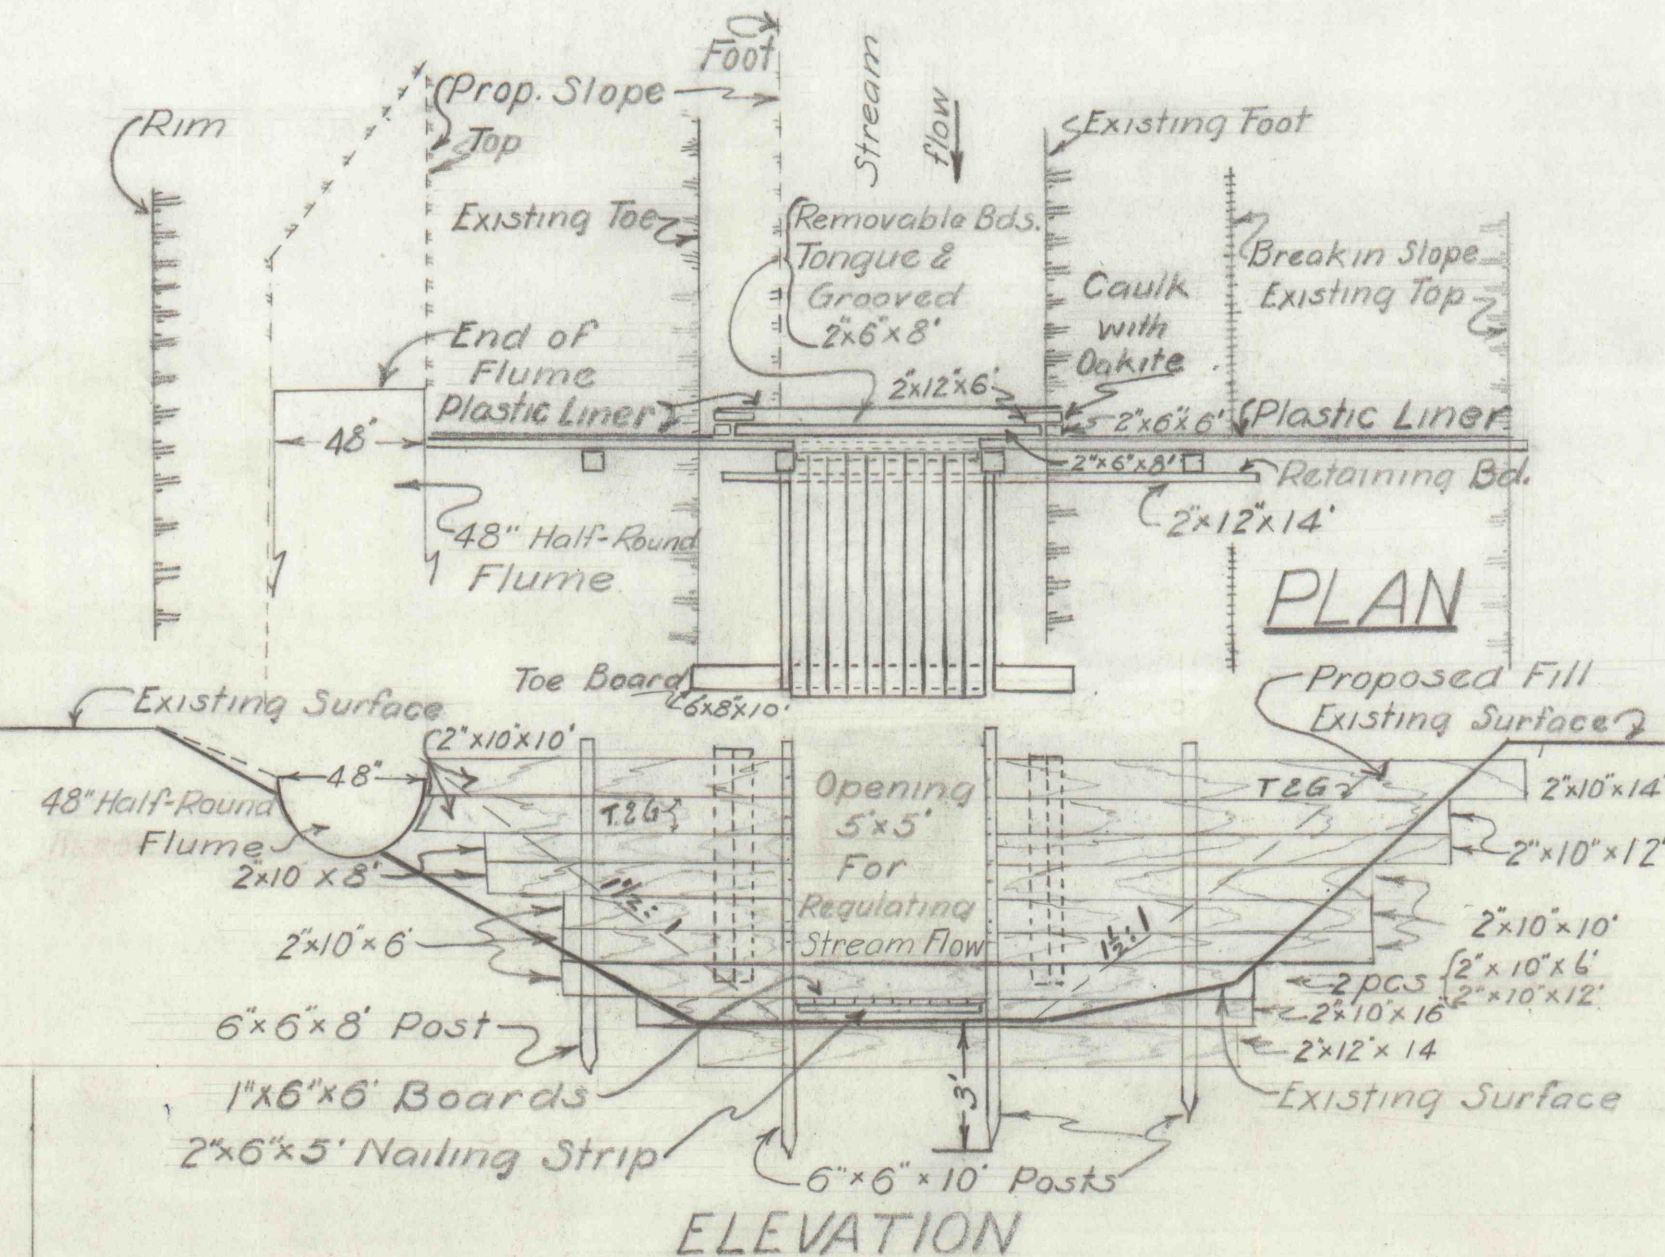 Foot
Prop. Slope
Top
Rim
Stream
flow
Existing Foot
Existing Toe
Removable Bds.
Tongue &
Grooved
2"x6"x8'
Break in Slope
Existing Top
Caulk
with
Oakite
End of
Flume
Plastic Liner
2"x12"x6'
2"x6"x6'
Plastic Liner
48"
2"x6"x8'
Retaining Bd.
2"x12"x14'
48" Half-Round
Flume
PLAN
Toe Board
6x8x10'
Existing Surface
Proposed Fill
Existing Surface
2"x10"x10'
48"
48" Half-Round
Flume
T.&G
Opening
5'x5'
For
Regulating
Stream Flow
T&G
2"x10"x14'
2"x10"x12'
2"x10"x8'
1½:1
1½:1
2"x10"x6'
2"x10"x10'
2 pcs
2"x10"x6'
2"x10"x12'
2"x10"x16'
2"x12"x14
6"x6"x8' Post
1"x6"x6' Boards
3'
Existing Surface
2"x6"x5' Nailing Strip
6"x6"x10' Posts
ELEVATION